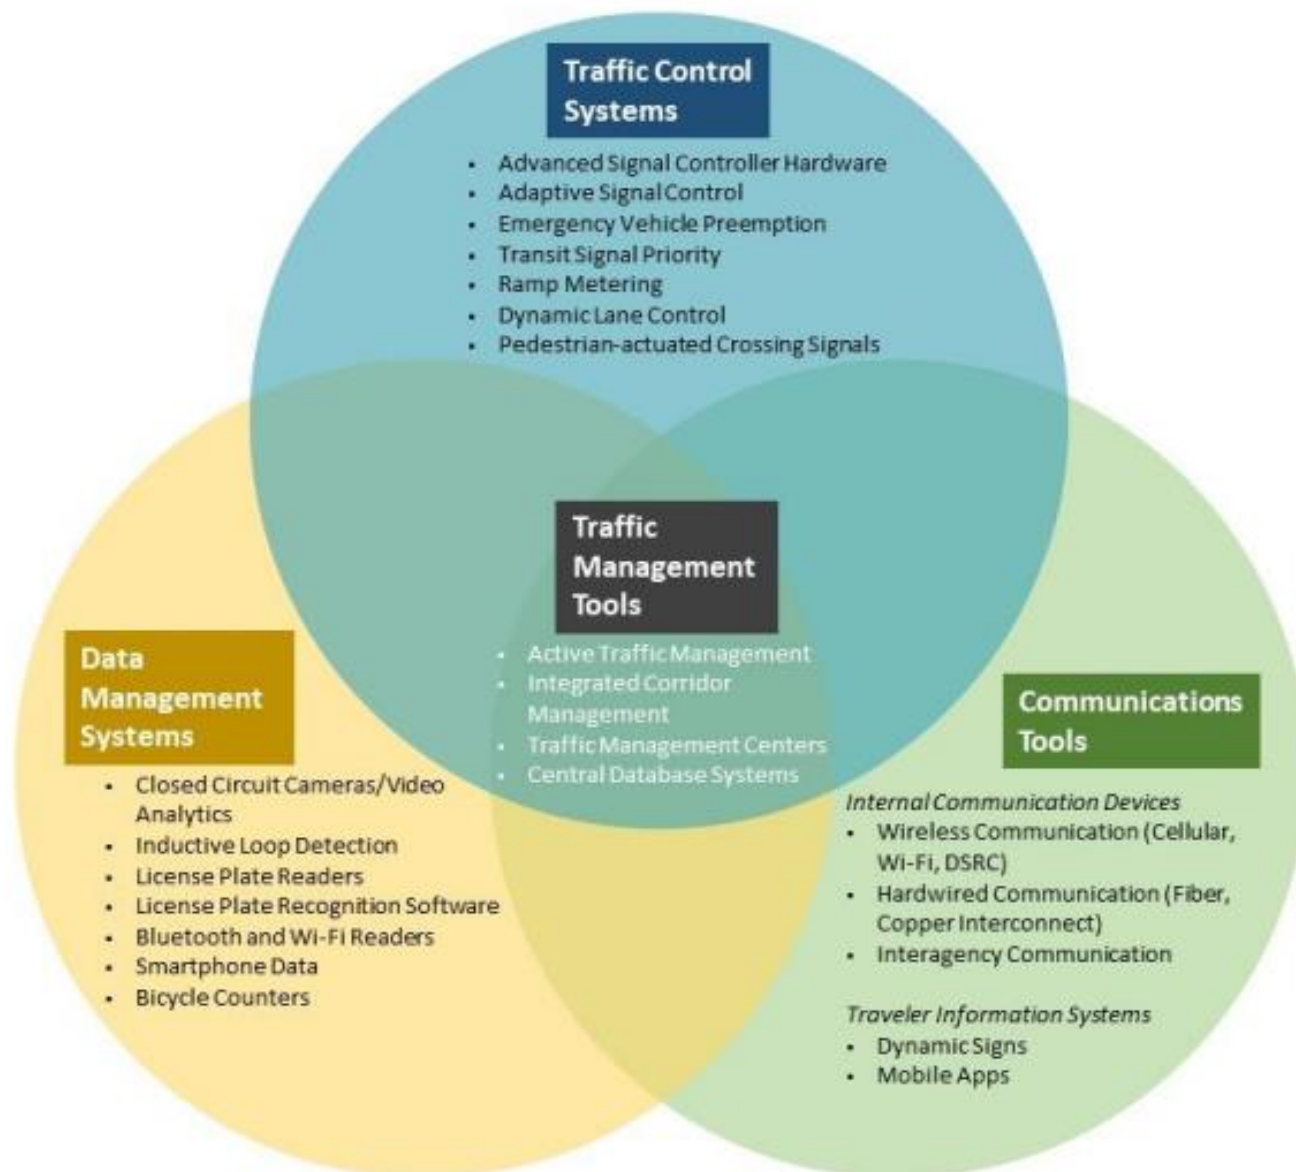 Traffic Control
Systems
• Advanced Signal Controller Hardware
• Adaptive Signal Control
• Emergency Vehicle Preemption
• Transit Signal Priority
• Ramp Metering
• Dynamic Lane Control
• Pedestrian-actuated Crossing Signals
Traffic
Management
Tools
• Active Traffic Management
• Integrated Corridor
Management
• Traffic Management Centers
• Central Database Systems
Data
Management
Systems
• Closed Circuit Cameras/Video
Analytics
• Inductive Loop Detection
• License Plate Readers
• License Plate Recognition Software
• Bluetooth and Wi-Fi Readers
• Smartphone Data
• Bicycle Counters
Communications
Tools
Internal Communication Devices
• Wireless Communication (Cellular,
Wi-Fi, DSRC)
• Hardwired Communication (Fiber,
Copper Interconnect)
• Interagency Communication
Traveler Information Systems
• Dynamic Signs
• Mobile Apps